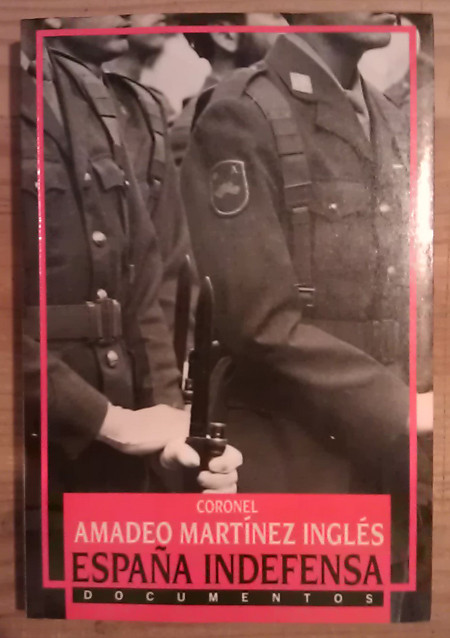 CORONEL
AMADEO MARTÍNEZ INGLÉS
ESPAÑA INDEFENSA
DOCUMENTOS